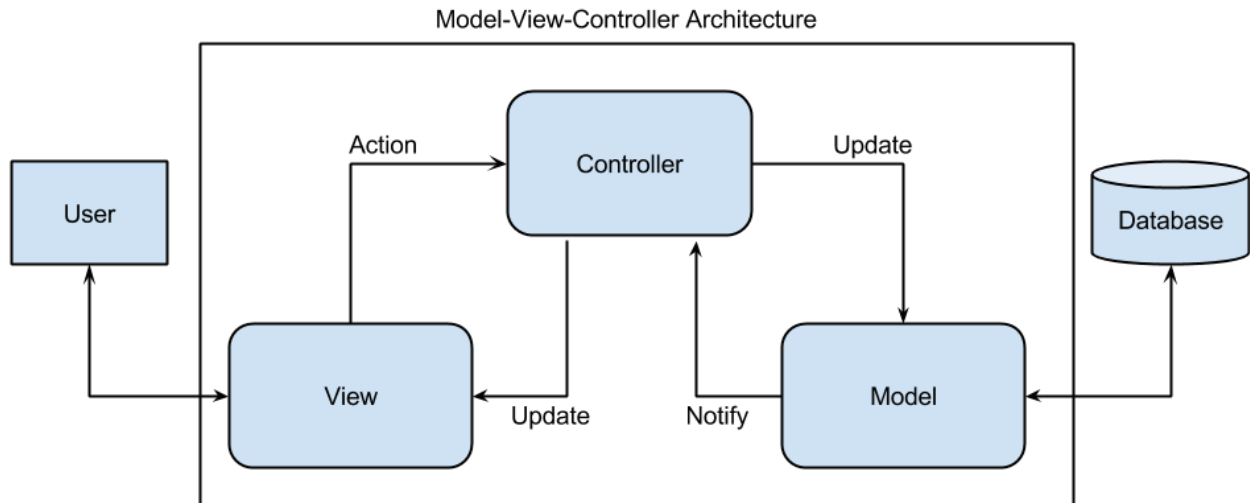 Model-View-Controller Architecture
Action
Controller
Update
User
Database
View
Update
Notify
Model